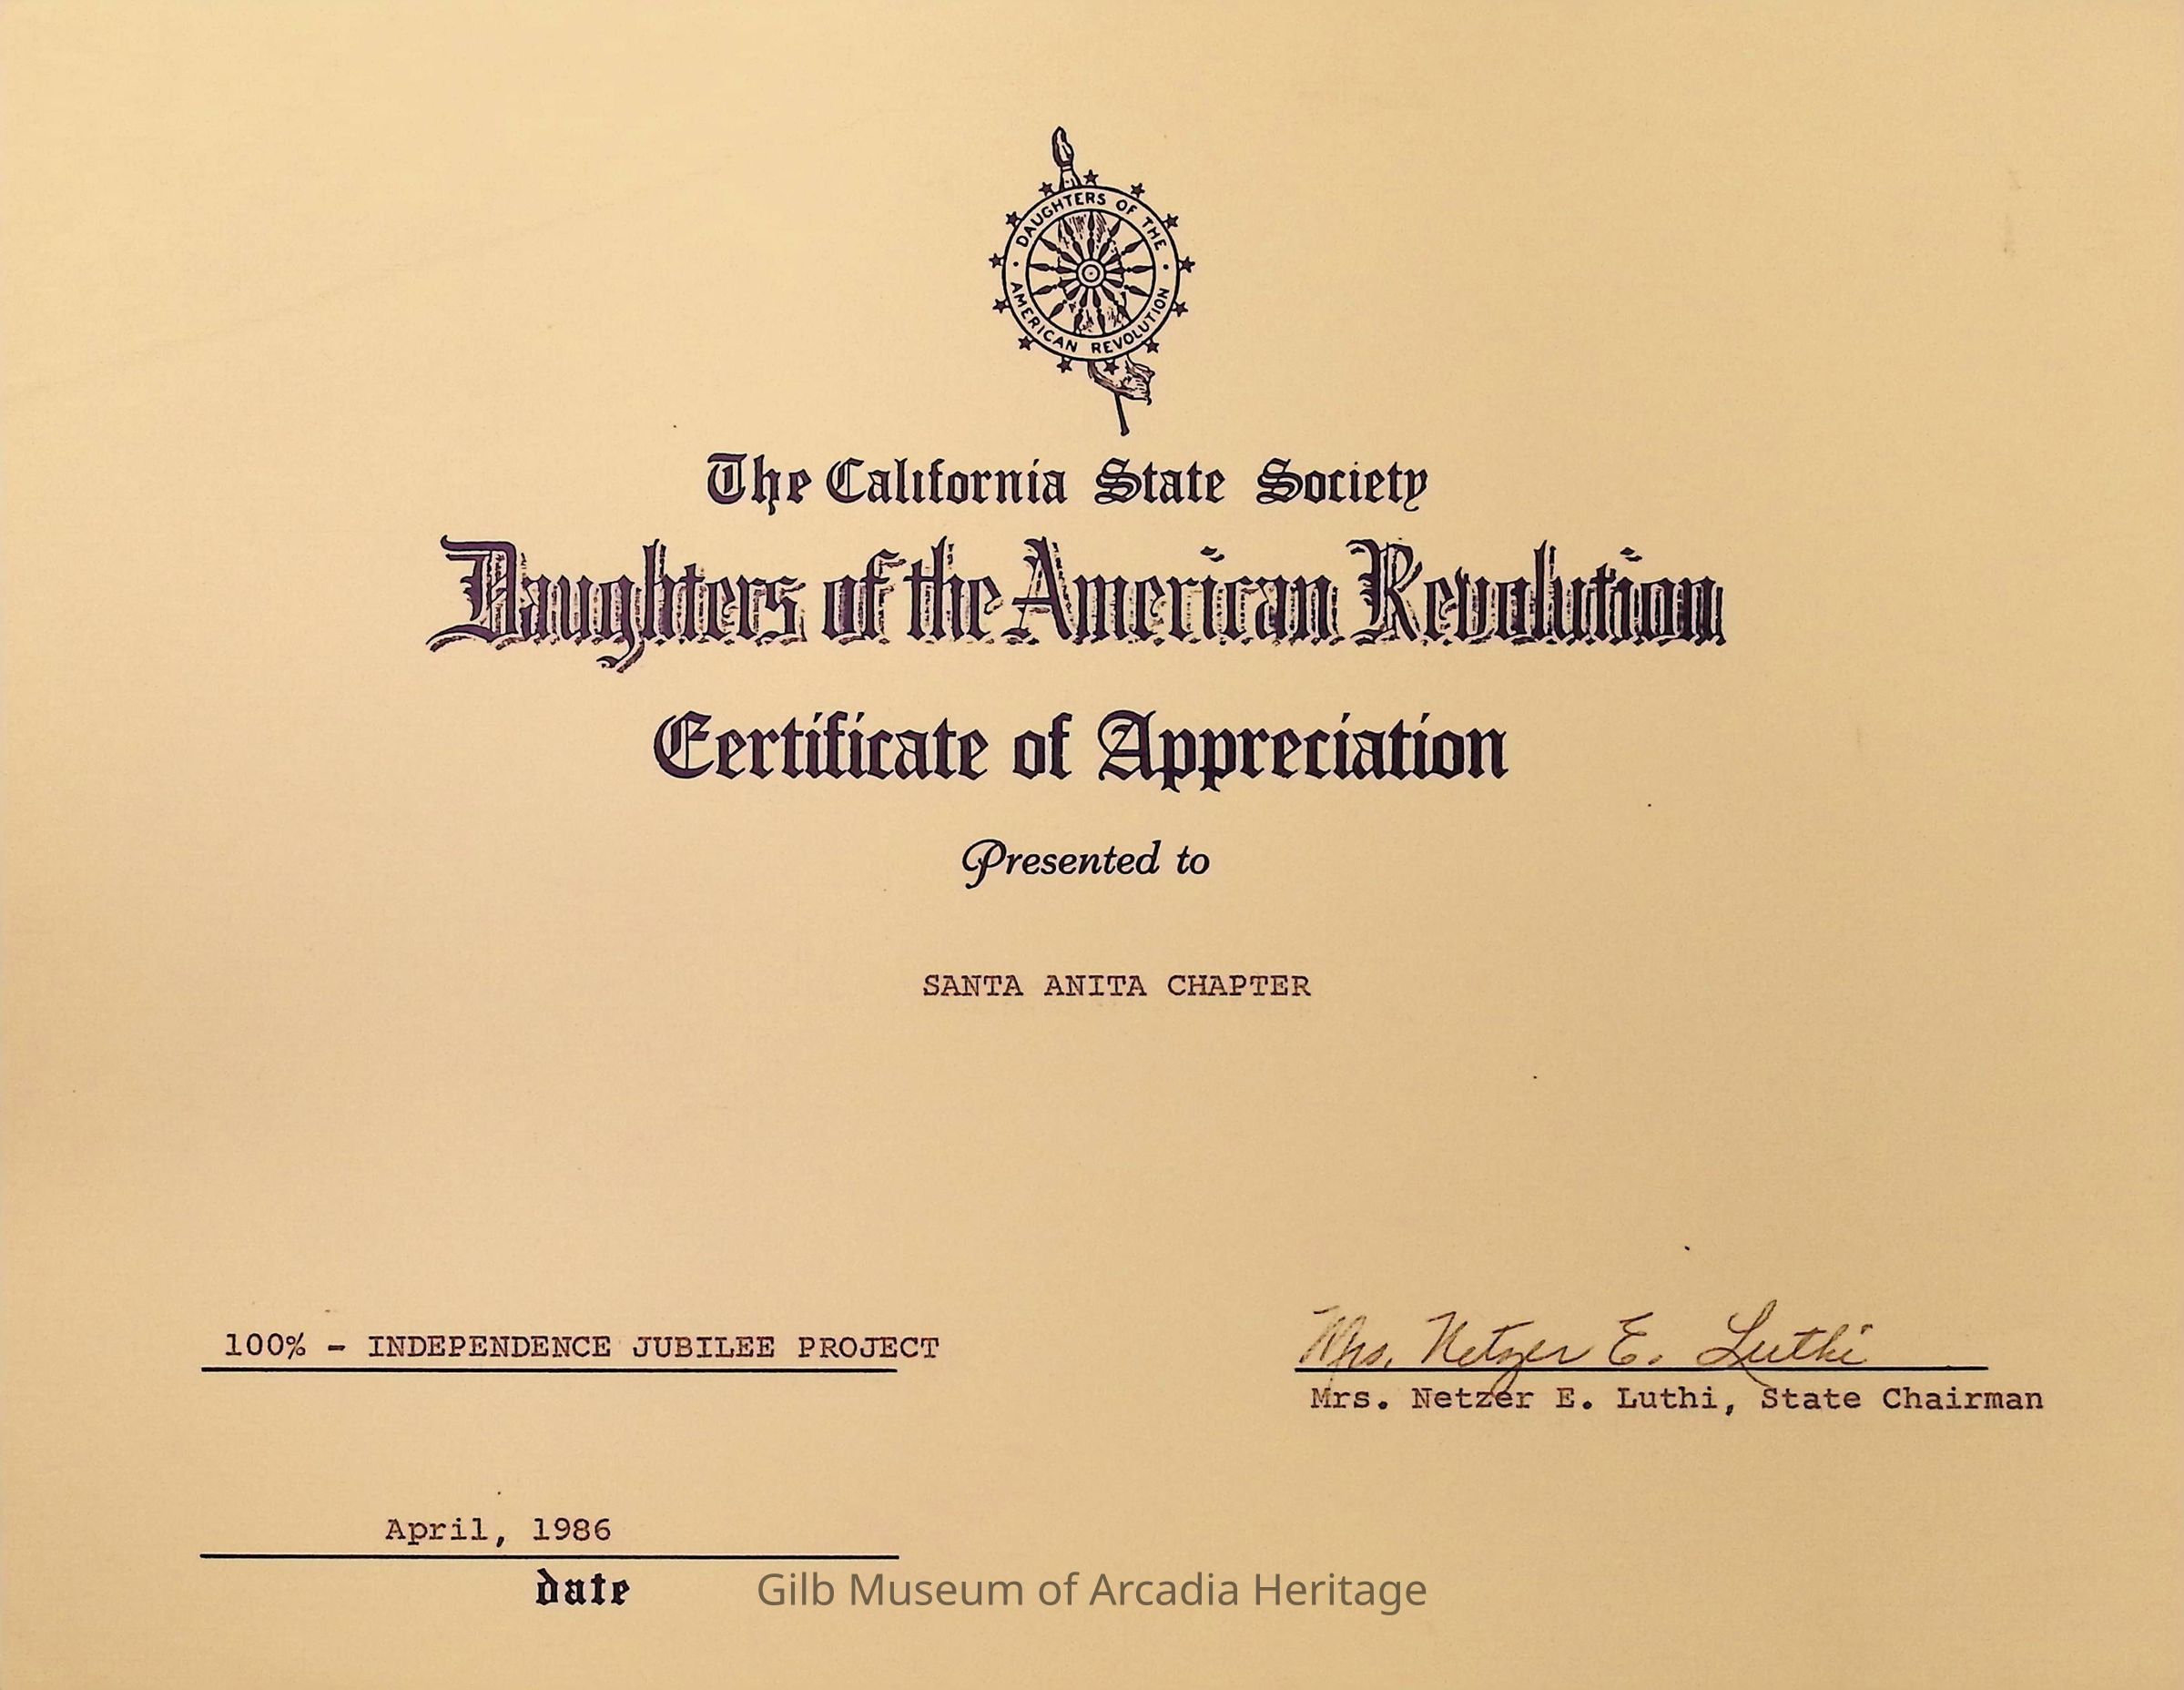 DAUGHTERS OF THE
AMERICAN REVOLUTION
The California State Society
Daughters of the American Revolution
Certificate of Appreciation
Presented to
SANTA ANITA CHAPTER
100% - INDEPENDENCE JUBILEE PROJECT
Mrs. Netzer E. Luthi
Mrs. Netzer E. Luthi, State Chairman
April, 1986
date
Gilb Museum of Arcadia Heritage